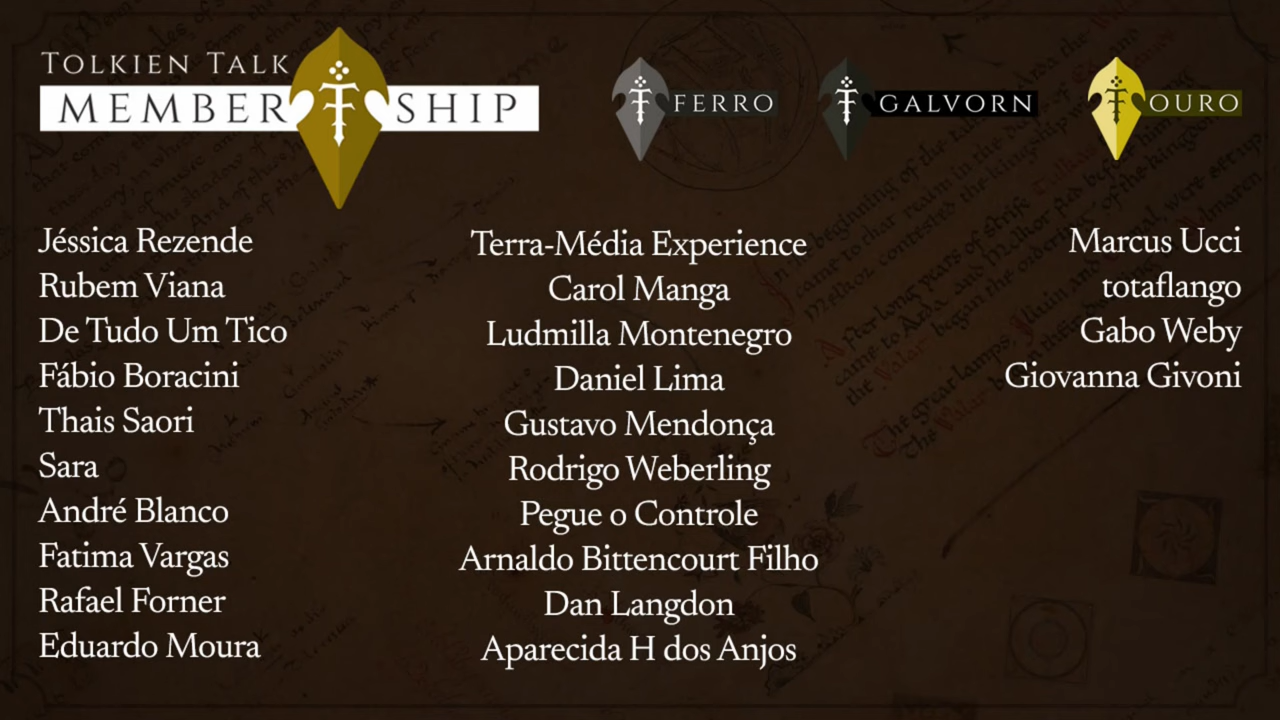 TOLKIEN TALK
MEMBERSHIP
FERRO
GALVORN
OURO
Jéssica Rezende
Rubem Viana
De Tudo Um Tico
Fábio Boracini
Thais Saori
Sara
André Blanco
Fatima Vargas
Rafael Forner
Eduardo Moura
Terra-Média Experience
Carol Manga
Ludmilla Montenegro
Daniel Lima
Gustavo Mendonça
Rodrigo Weberling
Pegue o Controle
Arnaldo Bittencourt Filho
Dan Langdon
Aparecida H dos Anjos
Marcus Ucci
totaflango
Gabo Weby
Giovanna Givoni